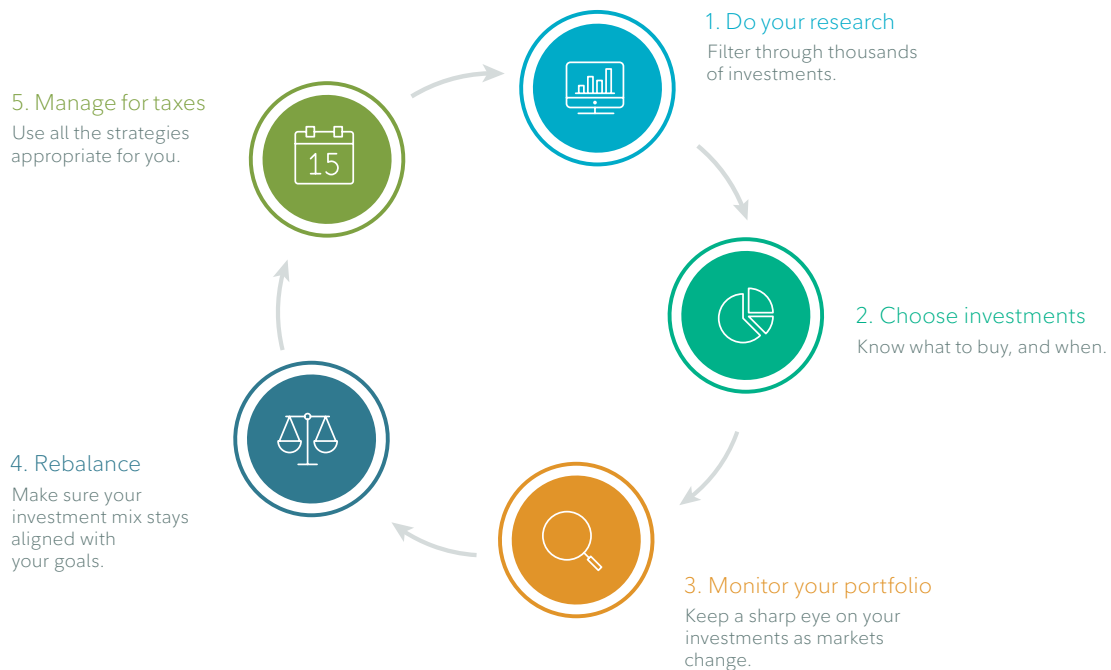 1. Do your research
Filter through thousands
of investments.
2. Choose investments
Know what to buy, and when.
3. Monitor your portfolio
Keep a sharp eye on your
investments as markets
change.
4. Rebalance
Make sure your
investment mix stays
aligned with
your goals.
5. Manage for taxes
Use all the strategies
appropriate for you.
15